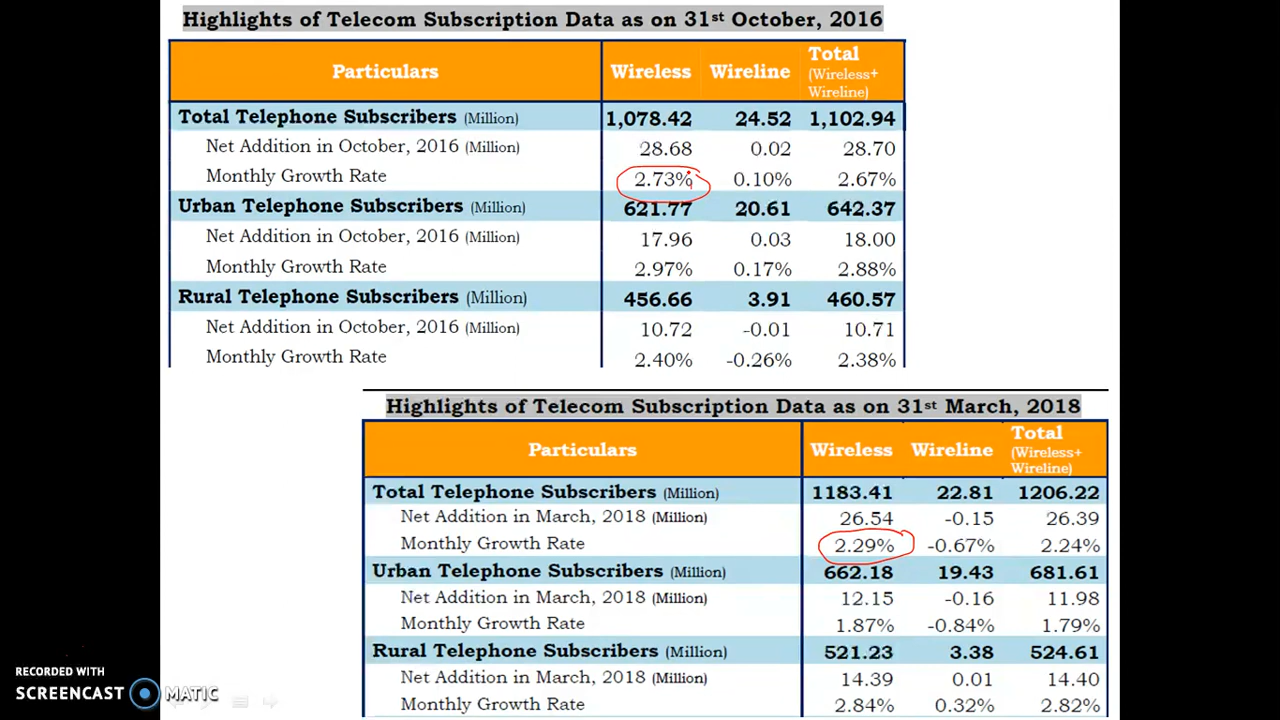 Highlights of Telecom Subscription Data as on 31st October, 2016
Particulars Wireless Wireline Total (Wireless+ Wireline)
Total Telephone Subscribers (Million) 1,078.42 24.52 1,102.94
Net Addition in October, 2016 (Million) 28.68 0.02 28.70
Monthly Growth Rate 2.73% 0.10% 2.67%
Urban Telephone Subscribers (Million) 621.77 20.61 642.37
Net Addition in October, 2016 (Million) 17.96 0.03 18.00
Monthly Growth Rate 2.97% 0.17% 2.88%
Rural Telephone Subscribers (Million) 456.66 3.91 460.57
Net Addition in October, 2016 (Million) 10.72 -0.01 10.71
Monthly Growth Rate 2.40% -0.26% 2.38%
Highlights of Telecom Subscription Data as on 31st March, 2018
Particulars Wireless Wireline Total (Wireless+ Wireline)
Total Telephone Subscribers (Million) 1183.41 22.81 1206.22
Net Addition in March, 2018 (Million) 26.54 -0.15 26.39
Monthly Growth Rate 2.29% -0.67% 2.24%
Urban Telephone Subscribers (Million) 662.18 19.43 681.61
Net Addition in March, 2018 (Million) 12.15 -0.16 11.98
Monthly Growth Rate 1.87% -0.84% 1.79%
Rural Telephone Subscribers (Million) 521.23 3.38 524.61
Net Addition in March, 2018 (Million) 14.39 0.01 14.40
Monthly Growth Rate 2.84% 0.32% 2.82%
RECORDED WITH
SCREENCAST MATIC